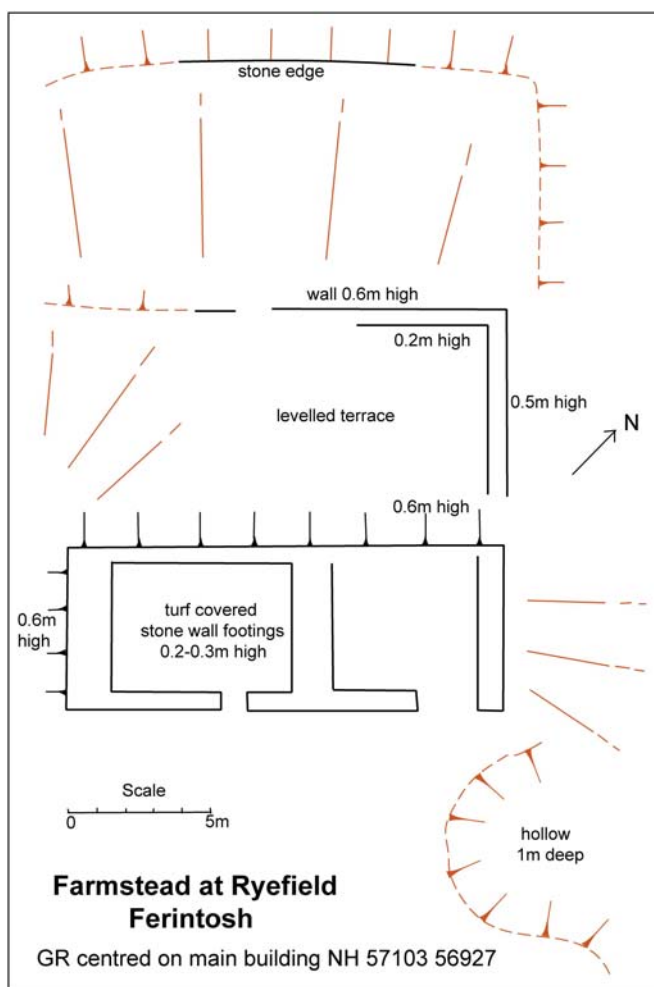 stone edge
wall 0.6m high
0.2m high
0.5m high
levelled terrace
N
0.6m high
0.6m
high
turf covered
stone wall footings
0.2-0.3m high
Scale
0
5m
hollow
1m deep
Farmstead at Ryefield
Ferintosh
GR centred on main building NH 57103 56927